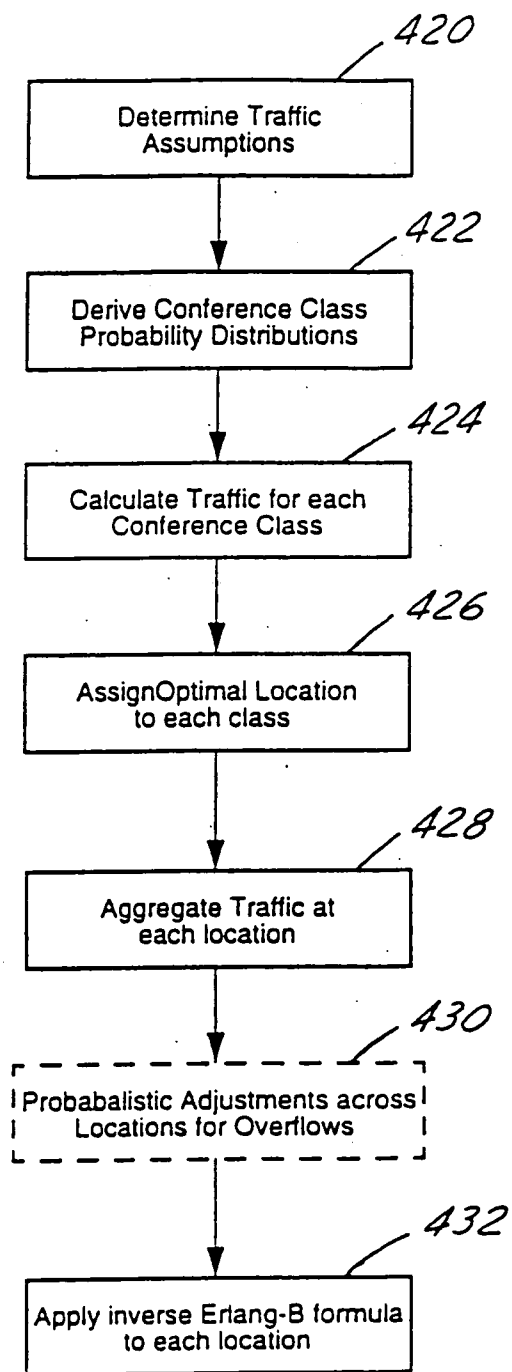 420
Determine Traffic
Assumptions
422
Derive Conference Class
Probability Distributions
424
Calculate Traffic for each
Conference Class
426
AssignOptimal Location
to each class
428
Aggregate Traffic at
each location
430
Probabalistic Adjustments across
Locations for Overflows
432
Apply inverse Erlang-B formula
to each location